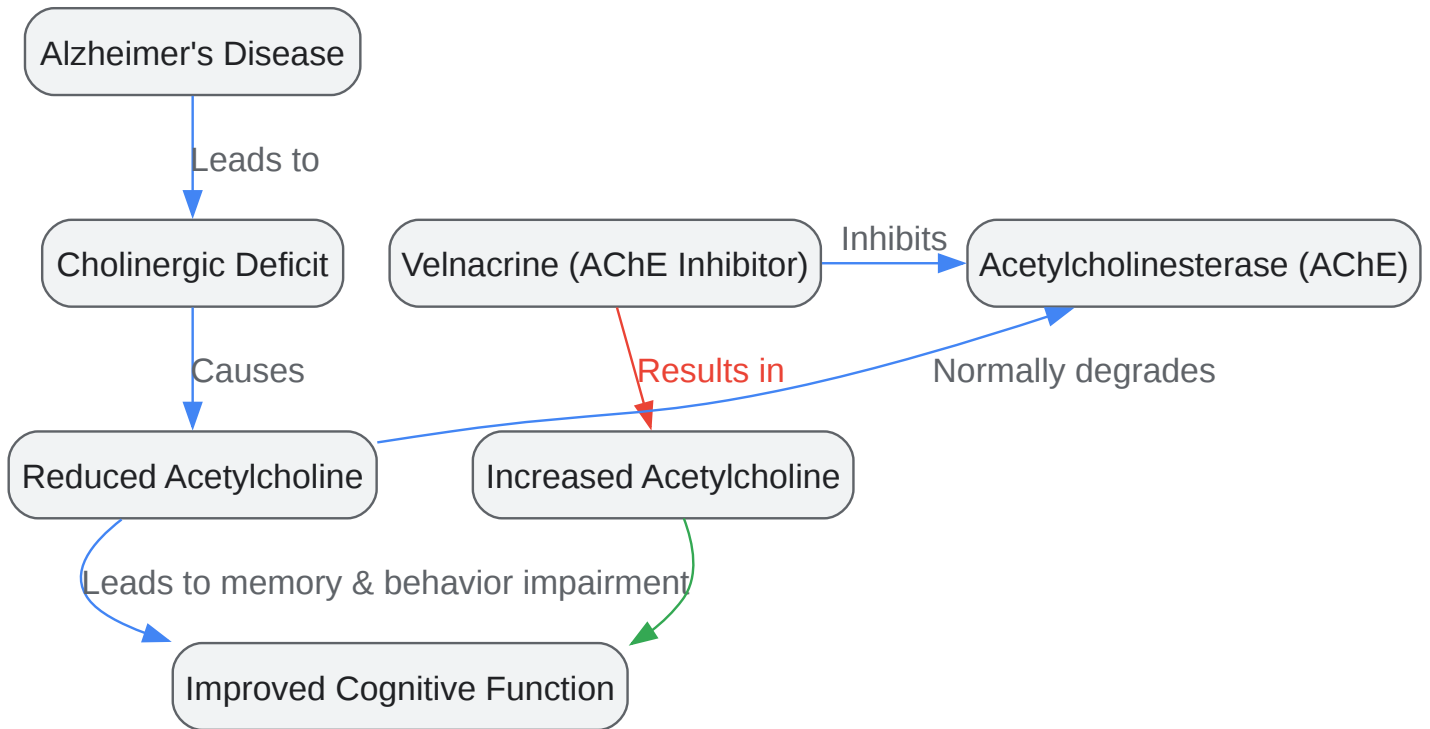 Alzheimer's Disease
Leads to
Cholinergic Deficit
Velnacrine (AChE Inhibitor)
Inhibits
Acetylcholinesterase (AChE)
Causes
Results in
Normally degrades
Reduced Acetylcholine
Increased Acetylcholine
Leads to memory & behavior impairment
Improved Cognitive Function